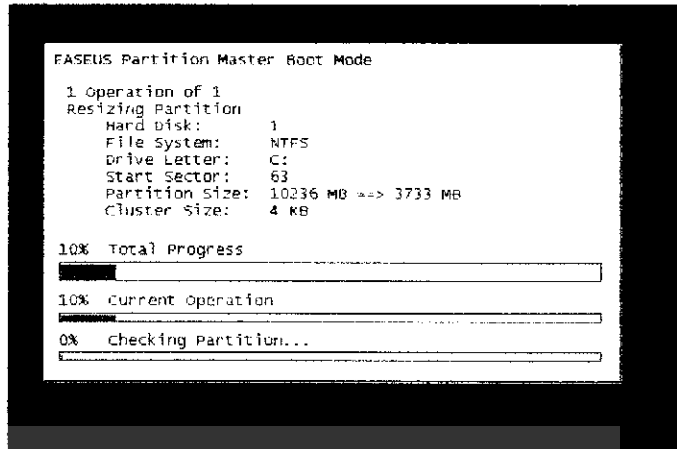 EASEUS Partition Master Boot Mode
1 Operation of 1
Resizing Partition
Hard Disk: 1
File System: NTFS
Drive Letter: C:
Start Sector: 63
Partition Size: 10236 MB ==> 3733 MB
Cluster Size: 4 KB
10% Total Progress
10% Current Operation
0% Checking Partition...